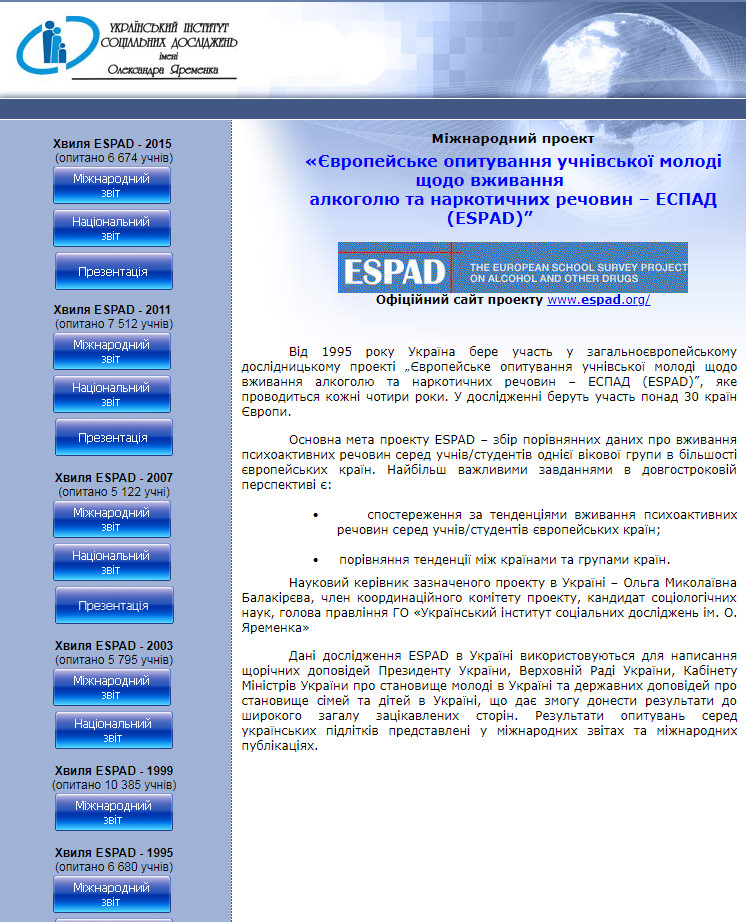 УКРАЇНСЬКИЙ ІНСТИТУТ
СОЦІАЛЬНИХ ДОСЛІДЖЕНЬ
імені
Олександра Яременка
Хвиля ESPAD - 2015
(опитано 6 674 учнів)
Міжнародний
звіт
Національний
звіт
Презентація
Хвиля ESPAD - 2011
(опитано 7 512 учнів)
Міжнародний
звіт
Національний
звіт
Презентація
Хвиля ESPAD - 2007
(опитано 5 122 учні)
Міжнародний
звіт
Національний
звіт
Презентація
Хвиля ESPAD - 2003
(опитано 5 795 учнів)
Міжнародний
звіт
Національний
звіт
Хвиля ESPAD - 1999
(опитано 10 385 учнів)
Міжнародний
звіт
Хвиля ESPAD - 1995
(опитано 6 680 учнів)
Міжнародний
звіт
Міжнародний проект
«Європейське опитування учнівської молоді
щодо вживання
алкоголю та наркотичних речовин – ЕСПАД
(ESPAD)”
ESPAD THE EUROPEAN SCHOOL SURVEY PROJECT
ON ALCOHOL AND OTHER DRUGS
Офіційний сайт проекту www.espad.org/
Від 1995 року Україна бере участь у загальноєвропейському
дослідницькому проекті „Європейське опитування учнівської молоді щодо
вживання алкоголю та наркотичних речовин – ЕСПАД (ESPAD)”, яке
проводиться кожні чотири роки. У дослідженні беруть участь понад 30 країн
Європи.
Основна мета проекту ESPAD – збір порівнянних даних про вживання
психоактивних речовин серед учнів/студентів однієї вікової групи в більшості
європейських країн. Найбільш важливими завданнями в довгостроковій
перспективі є:
• спостереження за тенденціями вживання психоактивних
речовин серед учнів/студентів європейських країн;
• порівняння тенденції між країнами та групами країн.
Науковий керівник зазначеного проекту в Україні – Ольга Миколаївна
Балакірєва, член координаційного комітету проекту, кандидат соціологічних
наук, голова правління ГО «Український інститут соціальних досліджень ім. О.
Яременка»
Дані дослідження ESPAD в Україні використовуються для написання
щорічних доповідей Президенту України, Верховній Раді України, Кабінету
Міністрів України про становище молоді в Україні та державних доповідей про
становище сімей та дітей в Україні, що дає змогу донести результати до
широкого загалу зацікавлених сторін. Результати опитувань серед
українських підлітків представлені у міжнародних звітах та міжнародних
публікаціях.